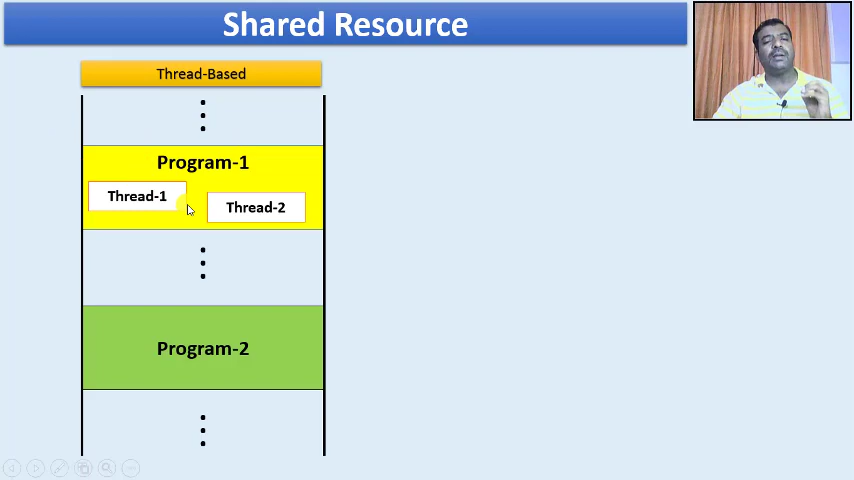 Shared Resource
Thread-Based
Program-1
Thread-1
Thread-2
Program-2